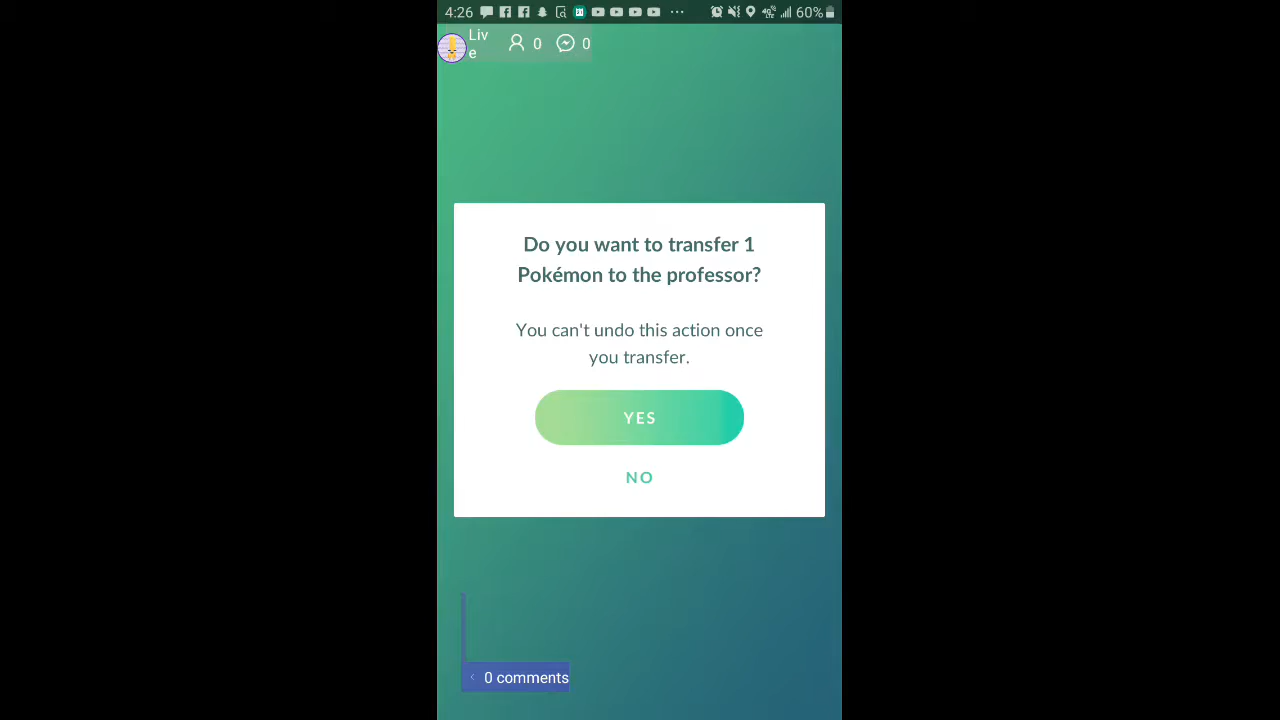 4:26 60%
Liv
e
0 0
Do you want to transfer 1
Pokémon to the professor?
You can't undo this action once
you transfer.
YES
NO
0 comments